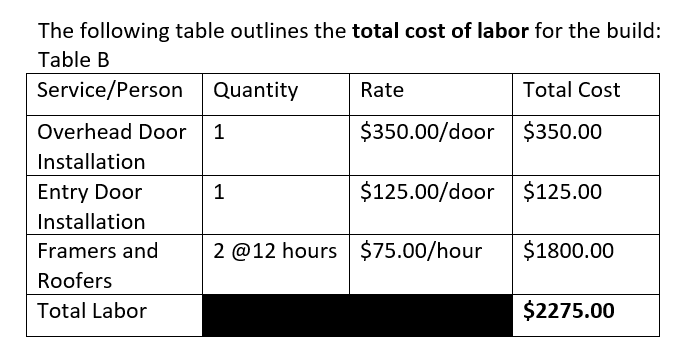 The following table outlines the total cost of labor for the build:
Table B
Service/Person Quantity Rate Total Cost
Overhead Door Installation 1 $350.00/door $350.00
Entry Door Installation 1 $125.00/door $125.00
Framers and Roofers 2 @12 hours $75.00/hour $1800.00
Total Labor $2275.00